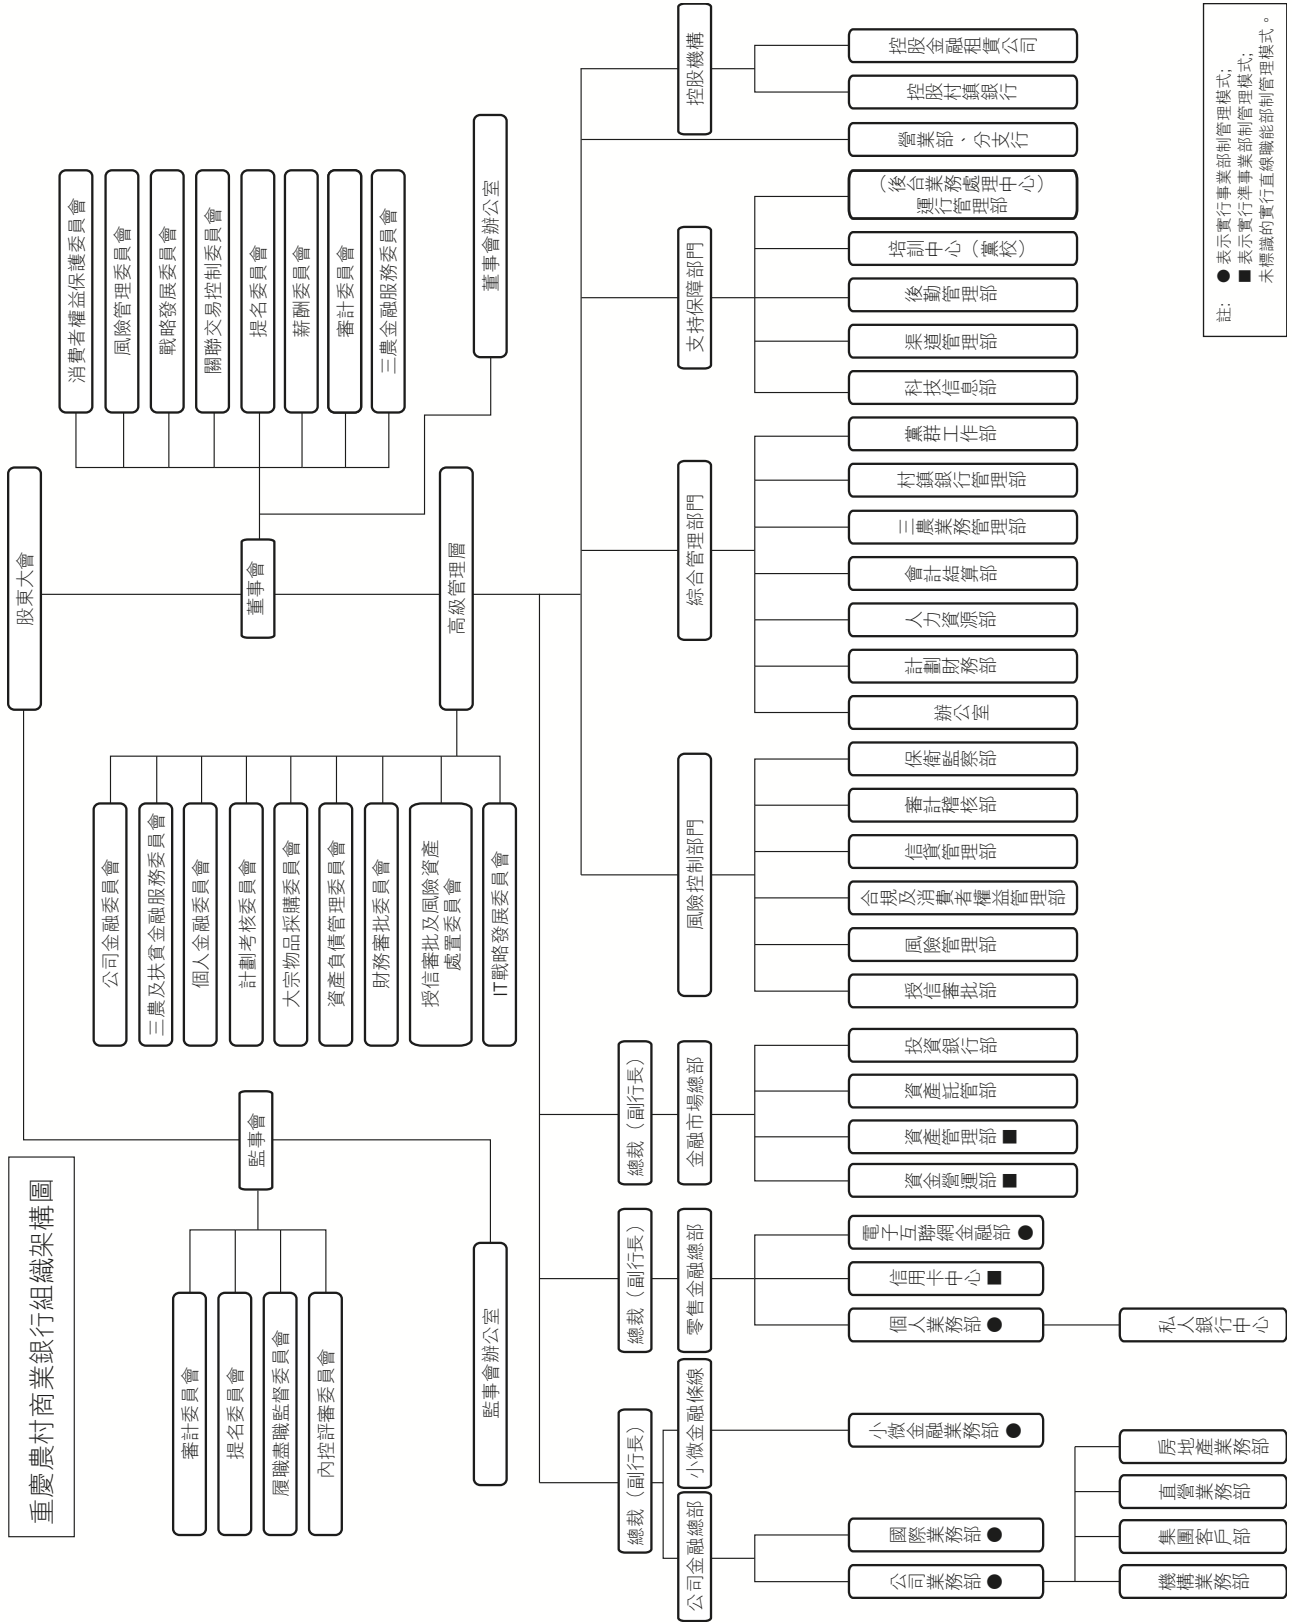 重慶農村商業銀行組織架構圖
股東大會
監事會
審計委員會
提名委員會
履職盡職監督委員會
內控評審委員會
監事會辦公室
董事會
消費者權益保護委員會
風險管理委員會
戰略發展委員會
關聯交易控制委員會
提名委員會
薪酬委員會
審計委員會
三農金融服務委員會
董事會辦公室
高級管理層
公司金融委員會
三農及扶貧金融服務委員會
個人金融委員會
計劃考核委員會
大宗物品採購委員會
資產負債管理委員會
財務審批委員會
授信審批及風險資產
處置委員會
IT戰略發展委員會
總裁（副行長）
總裁（副行長）
總裁（副行長）
公司金融總部
小微金融條線
零售金融總部
金融市場總部
風險控制部門
綜合管理部門
支持保障部門
控股機構
公司業務部 ●
國際業務部 ●
小微金融業務部 ●
個人業務部 ●
信用卡中心 ■
電子互聯網金融部 ●
資金營運部 ■
資產管理部 ■
資產託管部
投資銀行部
授信審批部
風險管理部
合規及消費者權益管理部
信貸管理部
審計稽核部
保衛監察部
辦公室
計劃財務部
人力資源部
會計結算部
三農業務管理部
村鎮銀行管理部
黨群工作部
科技信息部
渠道管理部
後勤管理部
培訓中心（黨校）
（後台業務處理中心）
運行管理部
營業部、分支行
控股村鎮銀行
控股金融租賃公司
機構業務部
集團客戶部
直營業務部
房地產業務部
私人銀行中心
註： ● 表示實行事業部制管理模式;
■ 表示實行準事業部制管理模式;
未標識的實行直線職能部制管理模式。